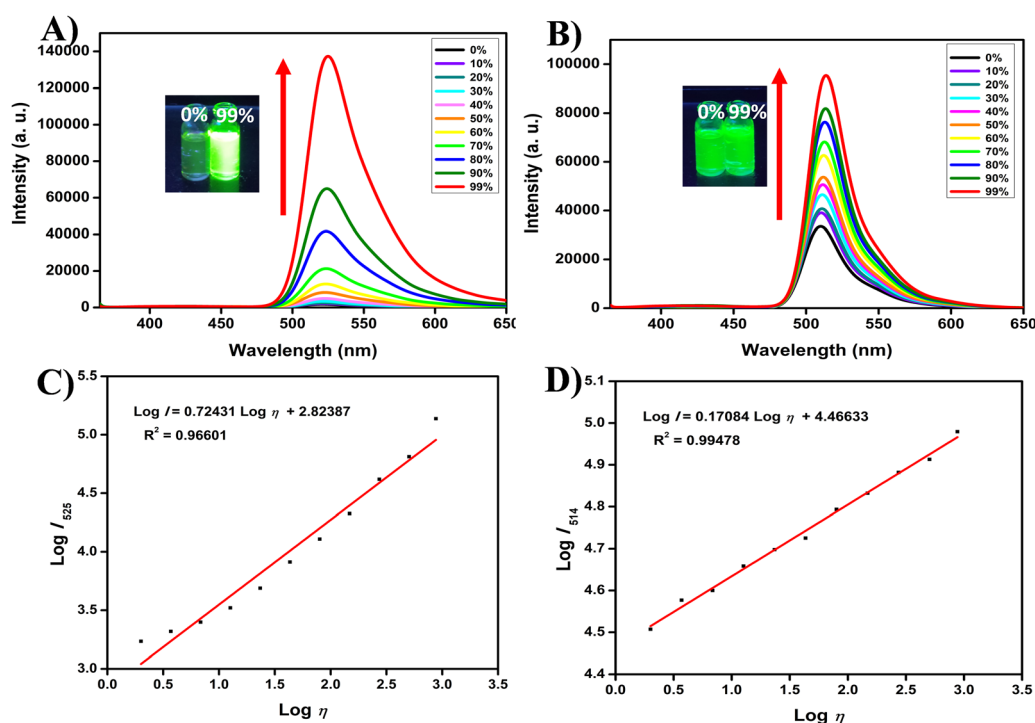 A)
Intensity (a. u.)
140000
120000
100000
80000
60000
40000
20000
0
400 450 500 550 600 650
Wavelength (nm)
0% 99%
0%
10%
20%
30%
40%
50%
60%
70%
80%
90%
99%
B)
Intensity (a. u.)
100000
80000
60000
40000
20000
0
400 450 500 550 600 650
Wavelength (nm)
0% 99%
0%
10%
20%
30%
40%
50%
60%
70%
80%
90%
99%
C)
Log I525
5.5
5.0
4.5
4.0
3.5
3.0
0.0 0.5 1.0 1.5 2.0 2.5 3.0 3.5
Log η
Log I = 0.72431 Log η + 2.82387
R² = 0.96601
D)
Log I514
5.1
5.0
4.9
4.8
4.7
4.6
4.5
4.4
0.0 0.5 1.0 1.5 2.0 2.5 3.0 3.5
Log η
Log I = 0.17084 Log η + 4.46633
R² = 0.99478